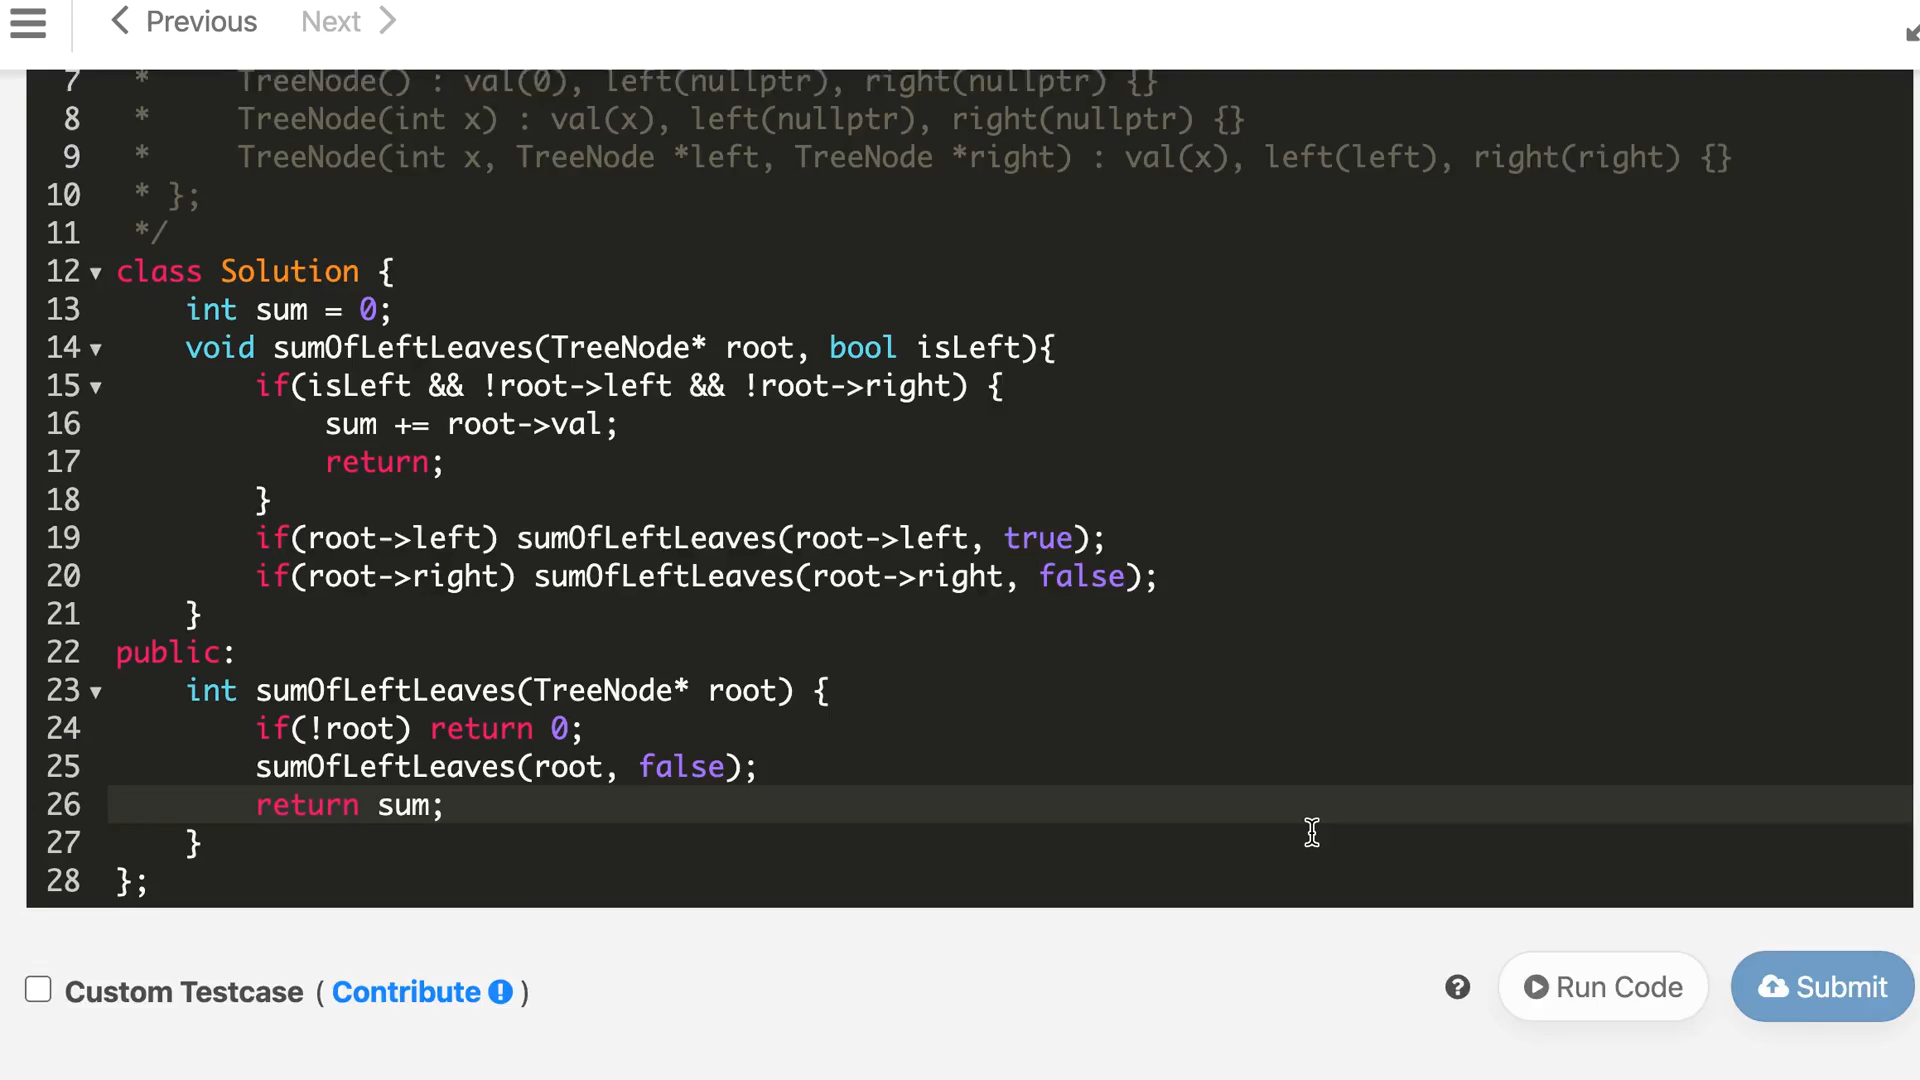 Previous Next
7 * TreeNode() : val(0), left(nullptr), right(nullptr) {}
8 * TreeNode(int x) : val(x), left(nullptr), right(nullptr) {}
9 * TreeNode(int x, TreeNode *left, TreeNode *right) : val(x), left(left), right(right) {}
10 * };
11 */
12 class Solution {
13 int sum = 0;
14 void sumOfLeftLeaves(TreeNode* root, bool isLeft){
15 if(isLeft && !root->left && !root->right) {
16 sum += root->val;
17 return;
18 }
19 if(root->left) sumOfLeftLeaves(root->left, true);
20 if(root->right) sumOfLeftLeaves(root->right, false);
21 }
22 public:
23 int sumOfLeftLeaves(TreeNode* root) {
24 if(!root) return 0;
25 sumOfLeftLeaves(root, false);
26 return sum;
27 }
28 };
Custom Testcase ( Contribute ! ) ? Run Code Submit